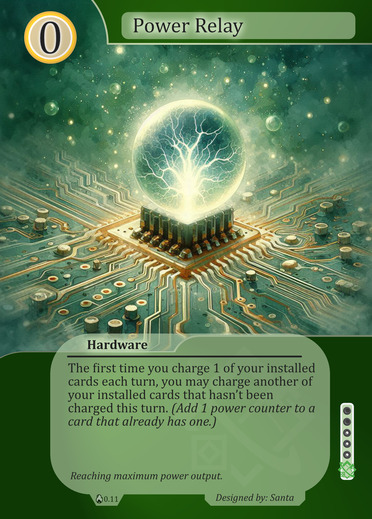 0
Power Relay
Hardware
The first time you charge 1 of your installed
cards each turn, you may charge another of
your installed cards that hasn't been
charged this turn. (Add 1 power counter to a
card that already has one.)
Reaching maximum power output.
0.11
Designed by: Santa